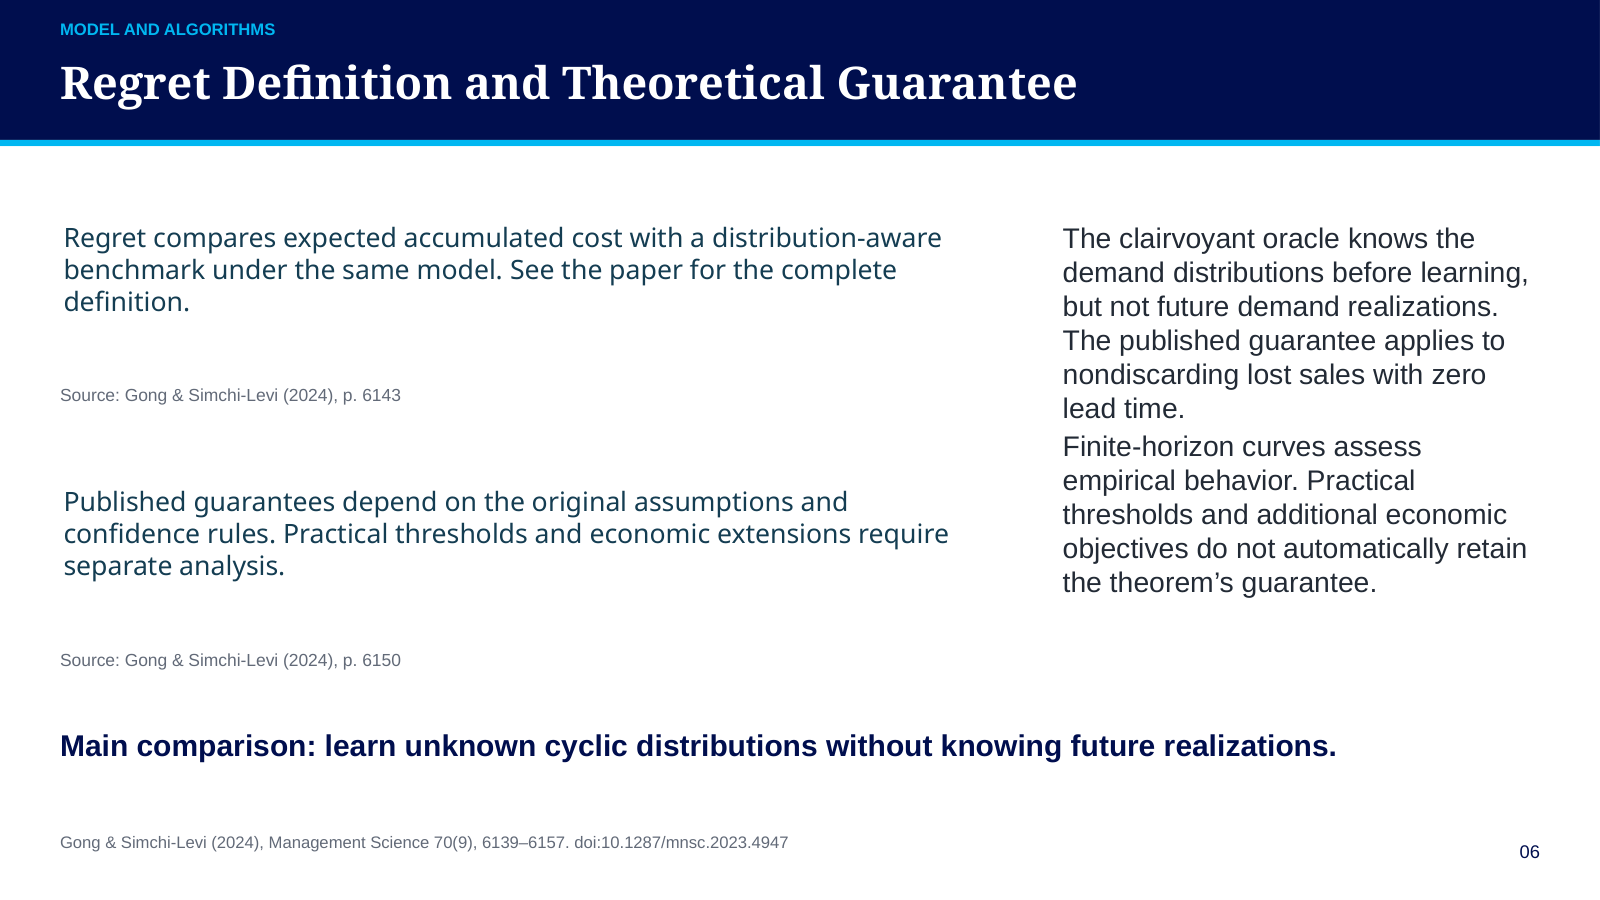 MODEL AND ALGORITHMS
Regret Definition and Theoretical Guarantee
Regret compares expected accumulated cost with a distribution-aware
benchmark under the same model. See the paper for the complete
definition.
Source: Gong & Simchi-Levi (2024), p. 6143
Published guarantees depend on the original assumptions and
confidence rules. Practical thresholds and economic extensions require
separate analysis.
Source: Gong & Simchi-Levi (2024), p. 6150
The clairvoyant oracle knows the
demand distributions before learning,
but not future demand realizations.
The published guarantee applies to
nondiscarding lost sales with zero
lead time.
Finite-horizon curves assess
empirical behavior. Practical
thresholds and additional economic
objectives do not automatically retain
the theorem’s guarantee.
Main comparison: learn unknown cyclic distributions without knowing future realizations.
Gong & Simchi-Levi (2024), Management Science 70(9), 6139–6157. doi:10.1287/mnsc.2023.4947
06